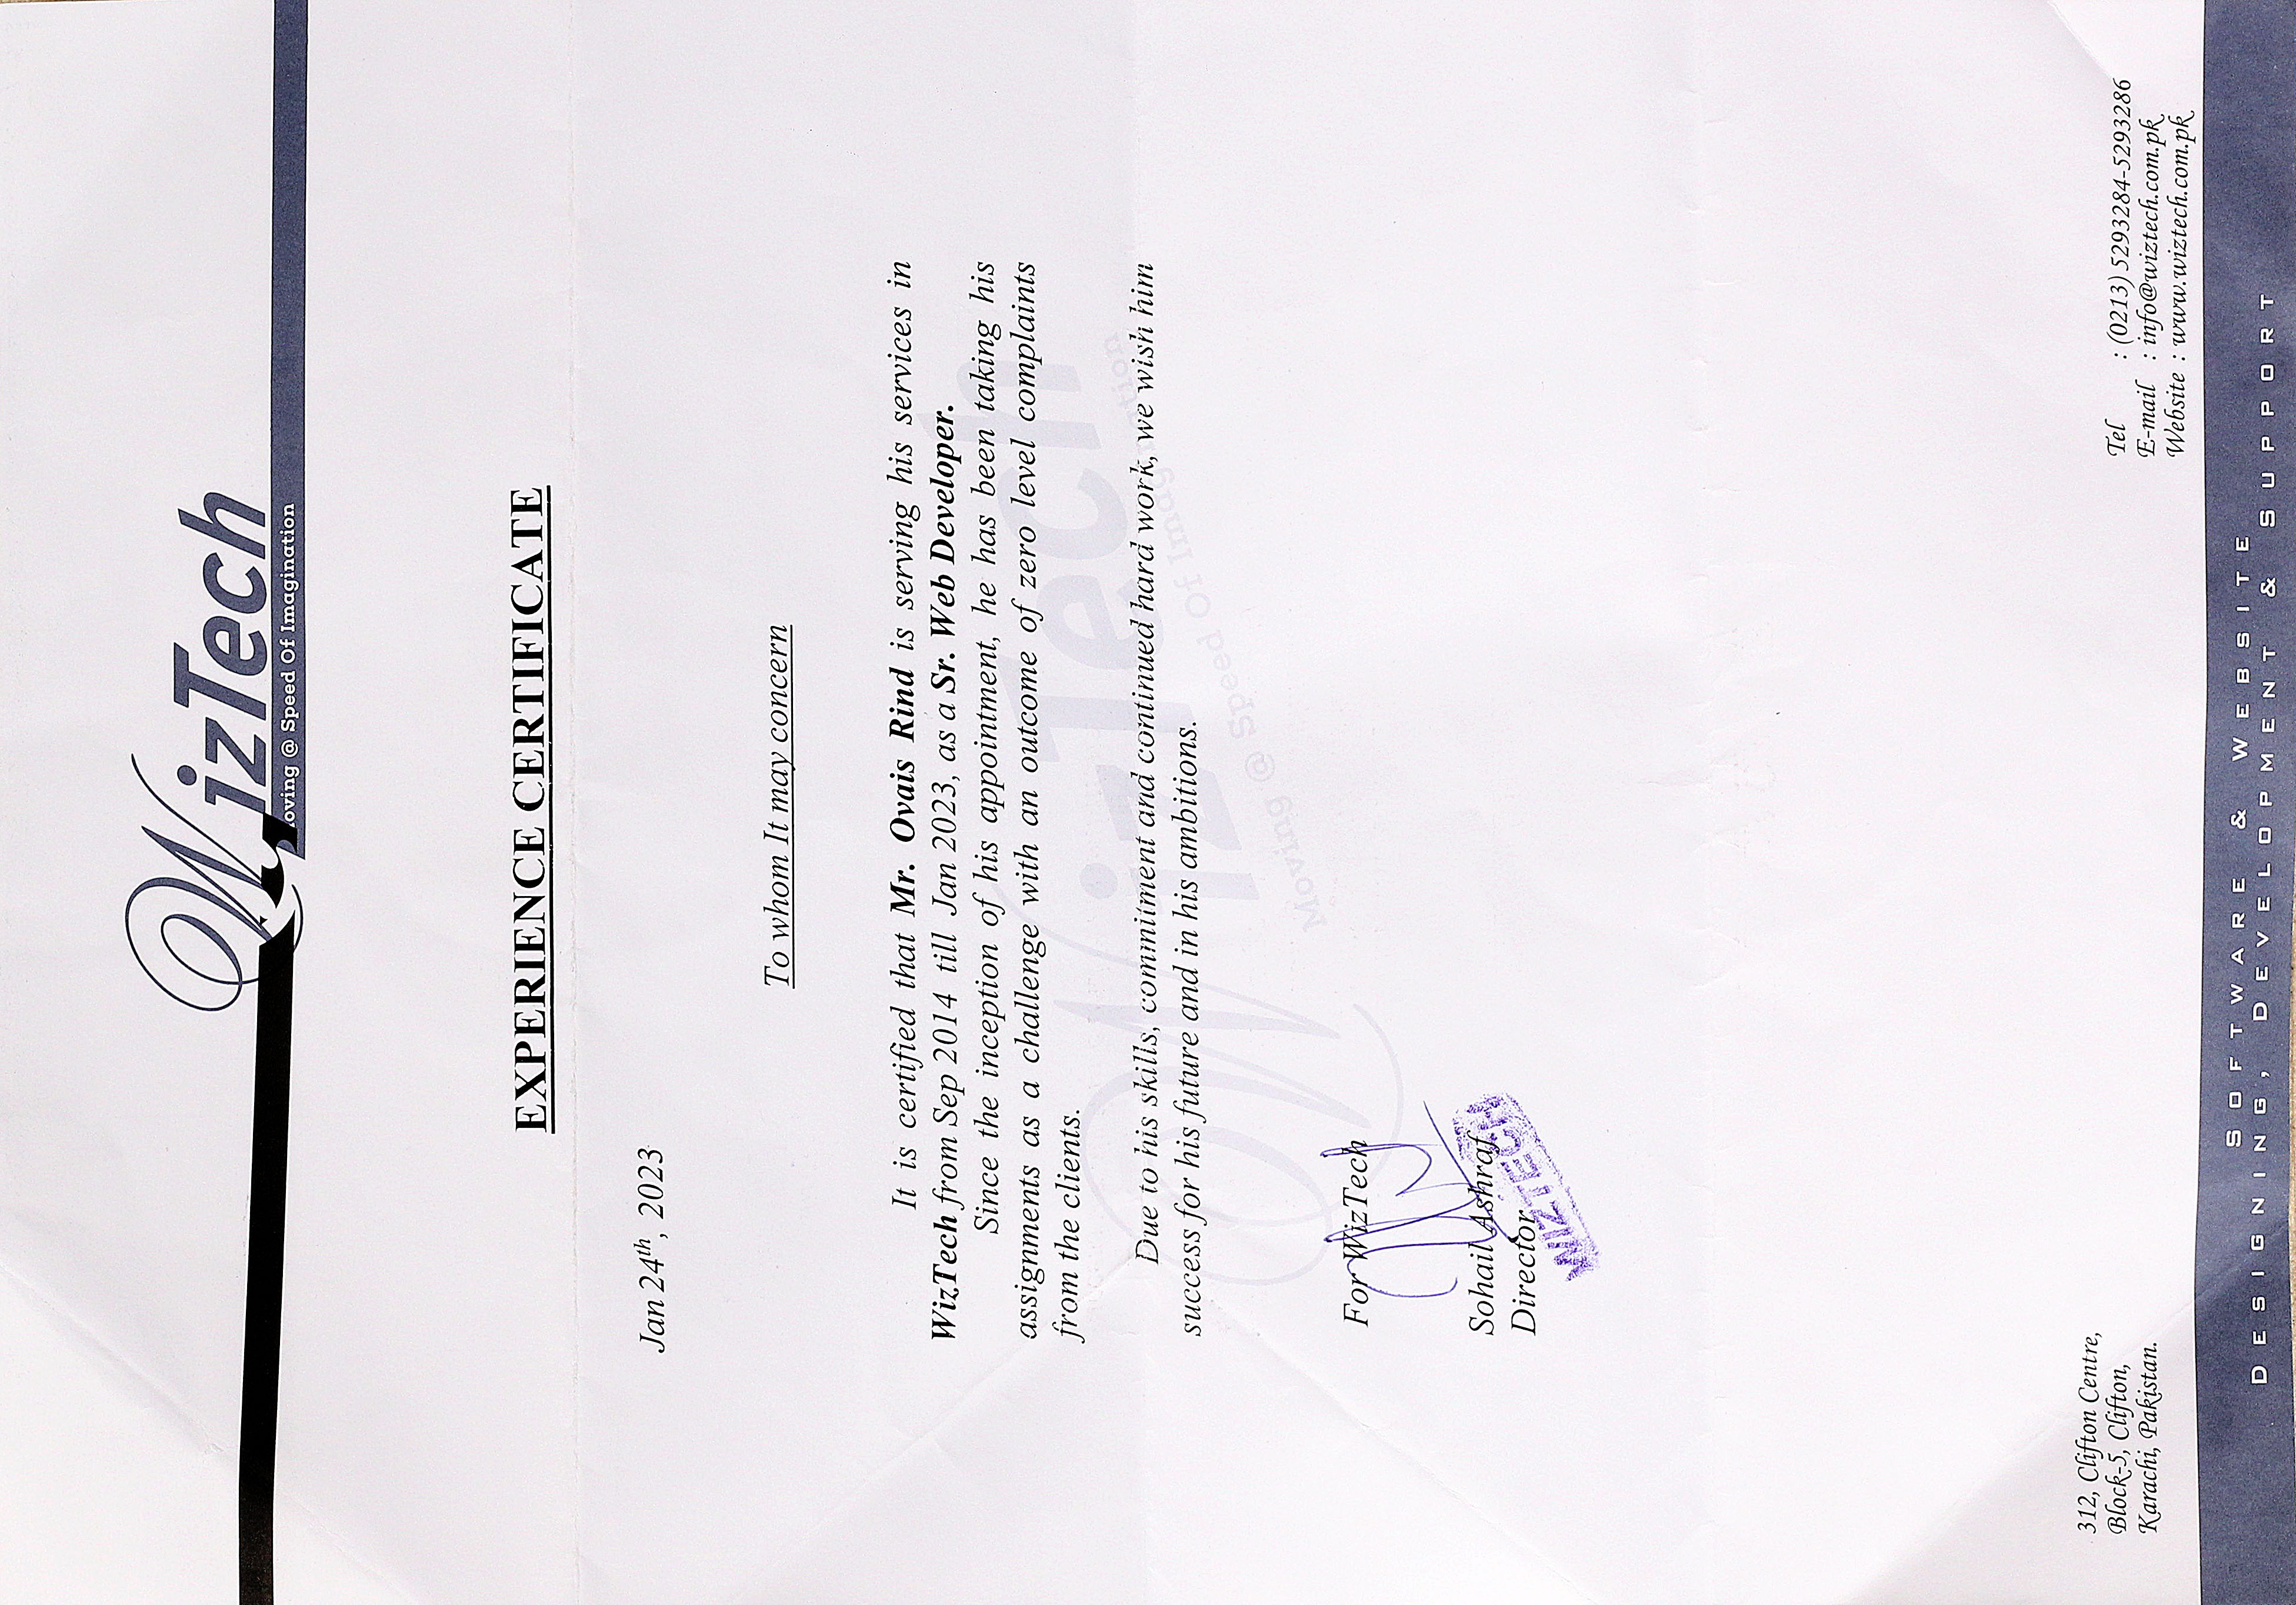 WizTech
oving @ Speed Of Imagination
EXPERIENCE CERTIFICATE
Jan 24th, 2023
To whom It may concern
It is certified that Mr. Ovais Rind is serving his services in
WizTech from Sep 2014 till Jan 2023, as a Sr. Web Developer.
Since the inception of his appointment, he has been taking his
assignments as a challenge with an outcome of zero level complaints
from the clients.
Due to his skills, commitment and continued hard work, we wish him
success for his future and in his ambitions.
WizTech
Moving @ Speed Of Imagination
For WizTech
Sohail Ashraf
Director
WIZTECH
312, Clifton Centre,
Block-5, Clifton,
Karachi, Pakistan.
Tel : (0213) 5293284-5293286
E-mail : info@wiztech.com.pk
Website : www.wiztech.com.pk
SOFTWARE & WEBSITE
DESIGNING, DEVELOPMENT & SUPPORT